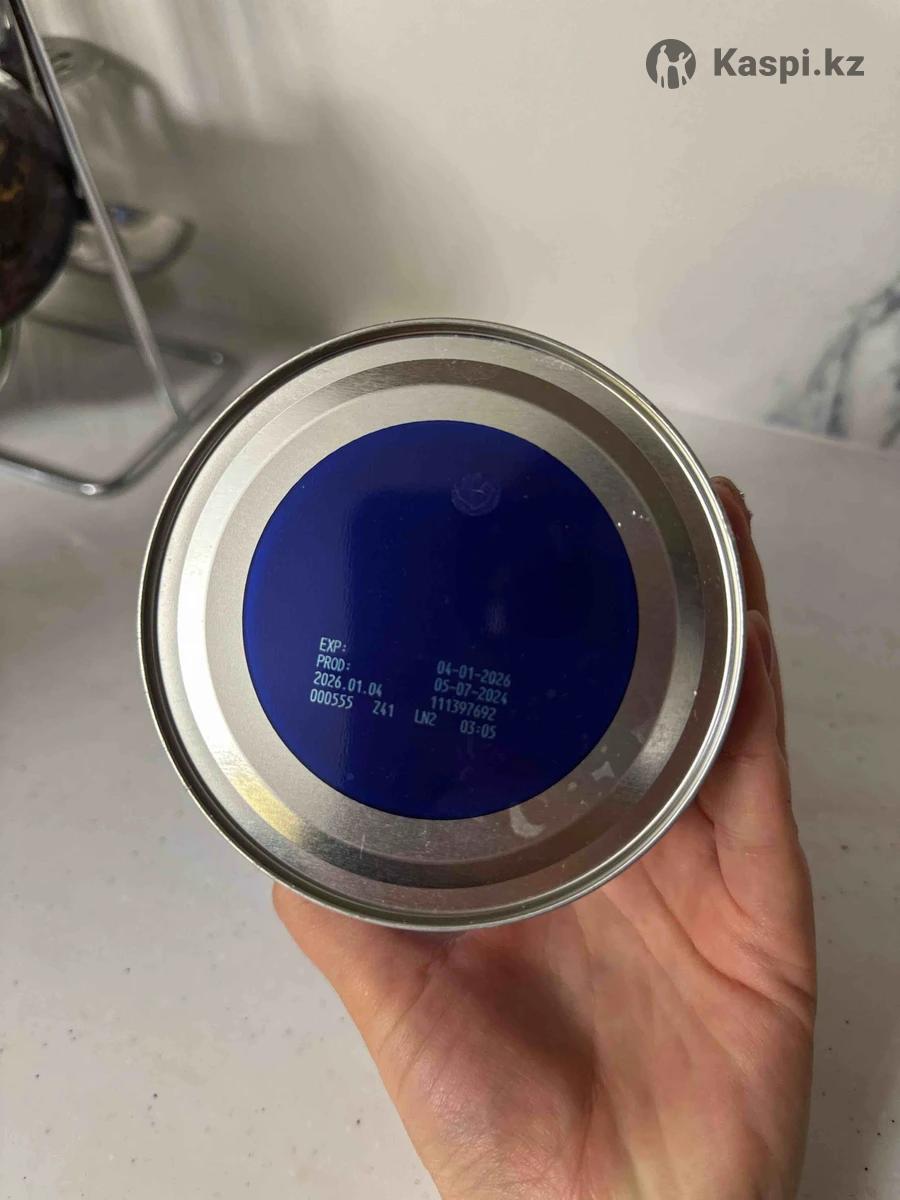 Kaspi.kz
EXP: 04-01-2026
PROD: 05-07-2024
2026.01.04 111397692
000555 Z41 LN2 03:05